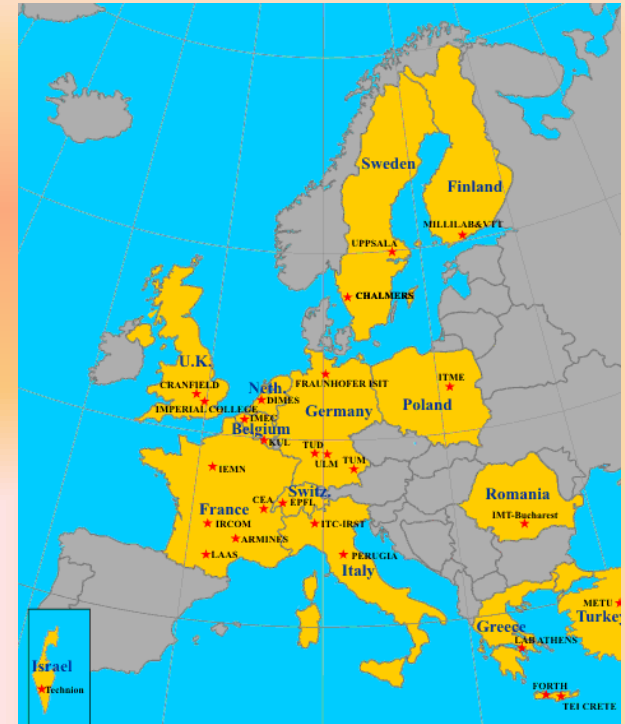 Sweden
Finland
MILLILAB&VTT
UPPSALA
CHALMERS
U.K.
CRANFIELD
IMPERIAL COLLEGE
Neth.
DIMES
FRAUNHOFER ISIT
Germany
ITME
Poland
IMEC
Belgium
KUL
TUD
ULM
TUM
IEMN
Switz.
CEA
EPFL
France
IRCOM
ITC-IRST
ARMINES
LAAS
PERUGIA
Italy
Romania
IMT-Bucharest
METU
Turkey
Greece
LAB ATHENS
FORTH
TEI CRETE
Israel
Technion